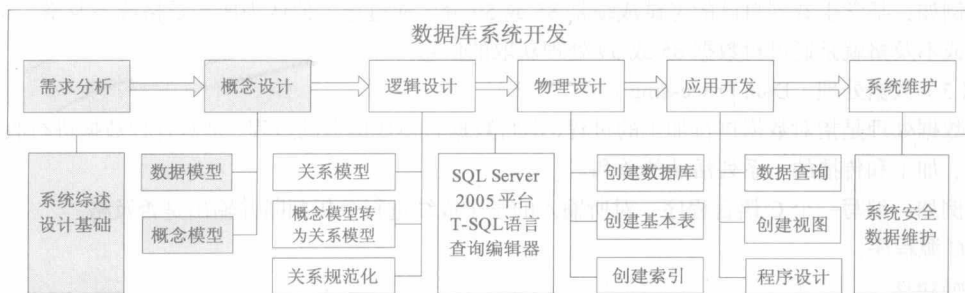 数据库系统开发
需求分析
概念设计
逻辑设计
物理设计
应用开发
系统维护
系统综述
设计基础
数据模型
概念模型
关系模型
概念模型转
为关系模型
关系规范化
SQL Server
2005平台
T-SQL语言
查询编辑器
创建数据库
创建基本表
创建索引
数据查询
创建视图
程序设计
系统安全
数据维护